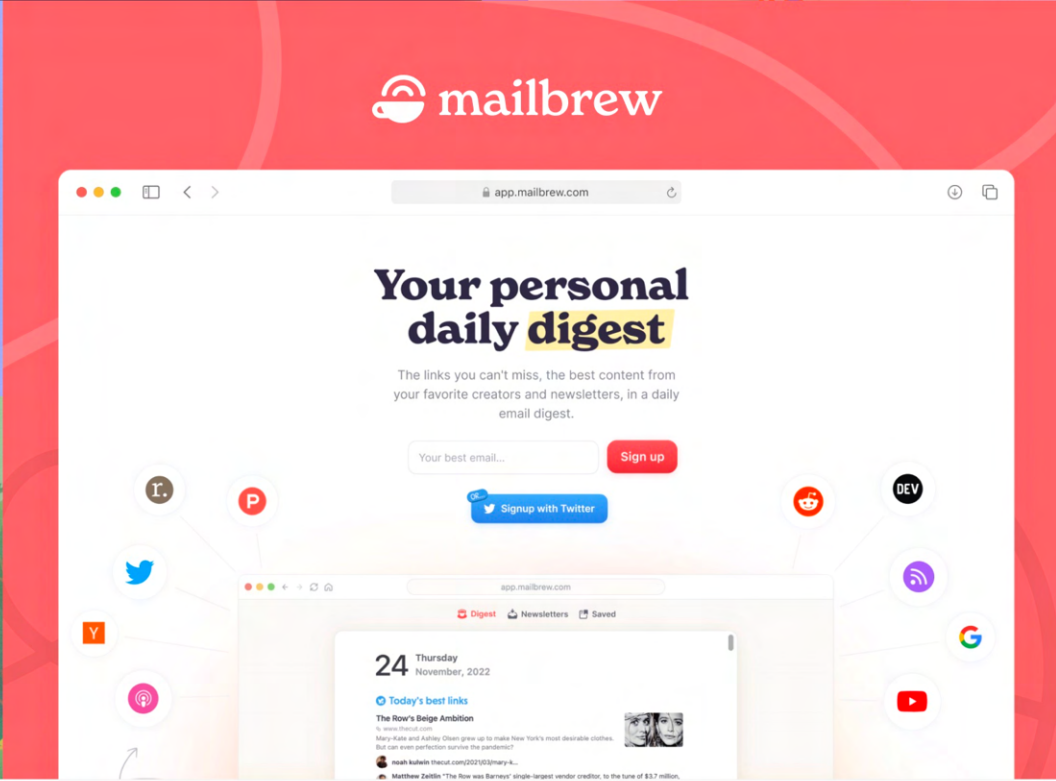 mailbrew
app.mailbrew.com
Your personal
daily digest
The links you can't miss, the best content from
your favorite creators and newsletters, in a daily
email digest.
Your best email...
Sign up
OR...
Signup with Twitter
r.
P
DEV
Y
G
app.mailbrew.com
Digest
Newsletters
Saved
24
Thursday
November, 2022
Today's best links
The Row's Beige Ambition
www.thecut.com
Mary-Kate and Ashley Olsen grew up to make New York's most desirable clothes.
But can even perfection survive the pandemic?
noah kulwin thecut.com/2021/03/mary-k...
Matthew Zeitlin "The Row was Barneys' single-largest vendor creditor, to the tune of $3.7 million,